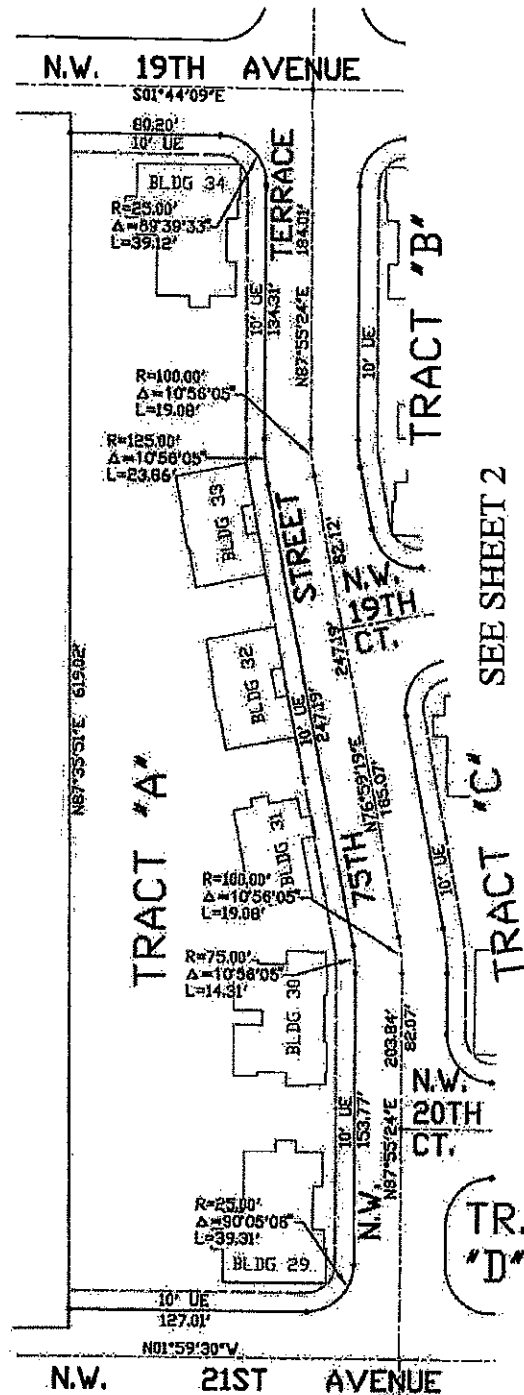 N.W. 19TH AVENUE
S01°44'09"E
80.20'
10' UE
BLDG 34
R=25.00'
Δ=89°39'33"
L=39.12'
TERRACE
184.01'
N87°55'24"E
10' UE
134.31'
10' UE
TRACT "B"
R=100.00'
Δ=10°56'05"
L=19.08'
R=125.00'
Δ=10°56'05"
L=23.86'
BLDG 33
STREET
82.12'
N.W.
19TH
CT.
247.19'
SEE SHEET 2
BLDG 32
10' UE
247.19'
N87°35'51"E 619.02'
TRACT "A"
N76°59'19"E
165.07'
BLDG 31
75TH
R=100.00'
Δ=10°56'05"
L=19.08'
10' UE
TRACT "C"
R=75.00'
Δ=10°56'05"
L=14.31'
BLDG 30
203.84'
82.07'
N.W.
20TH
CT.
10' UE
153.77'
N87°55'24"E
N.W.
R=25.00'
Δ=90°05'06"
L=39.31'
BLDG 29
TR.
"D"
10' UE
127.01'
N01°59'30"W
N.W. 21ST AVENUE